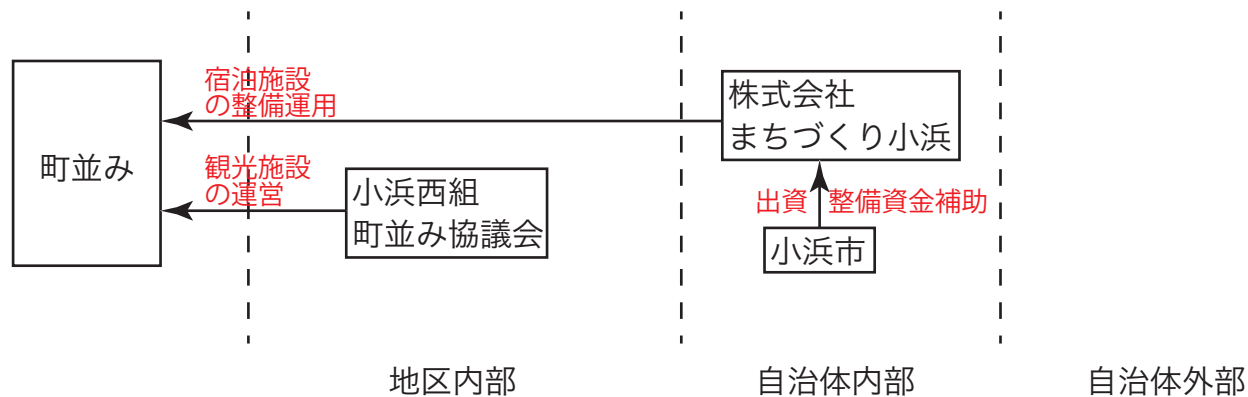 宿泊施設
の整備運用
株式会社
まちづくり小浜
町並み
観光施設
の運営
小浜西組
町並み協議会
出資
整備資金補助
小浜市
地区内部
自治体内部
自治体外部